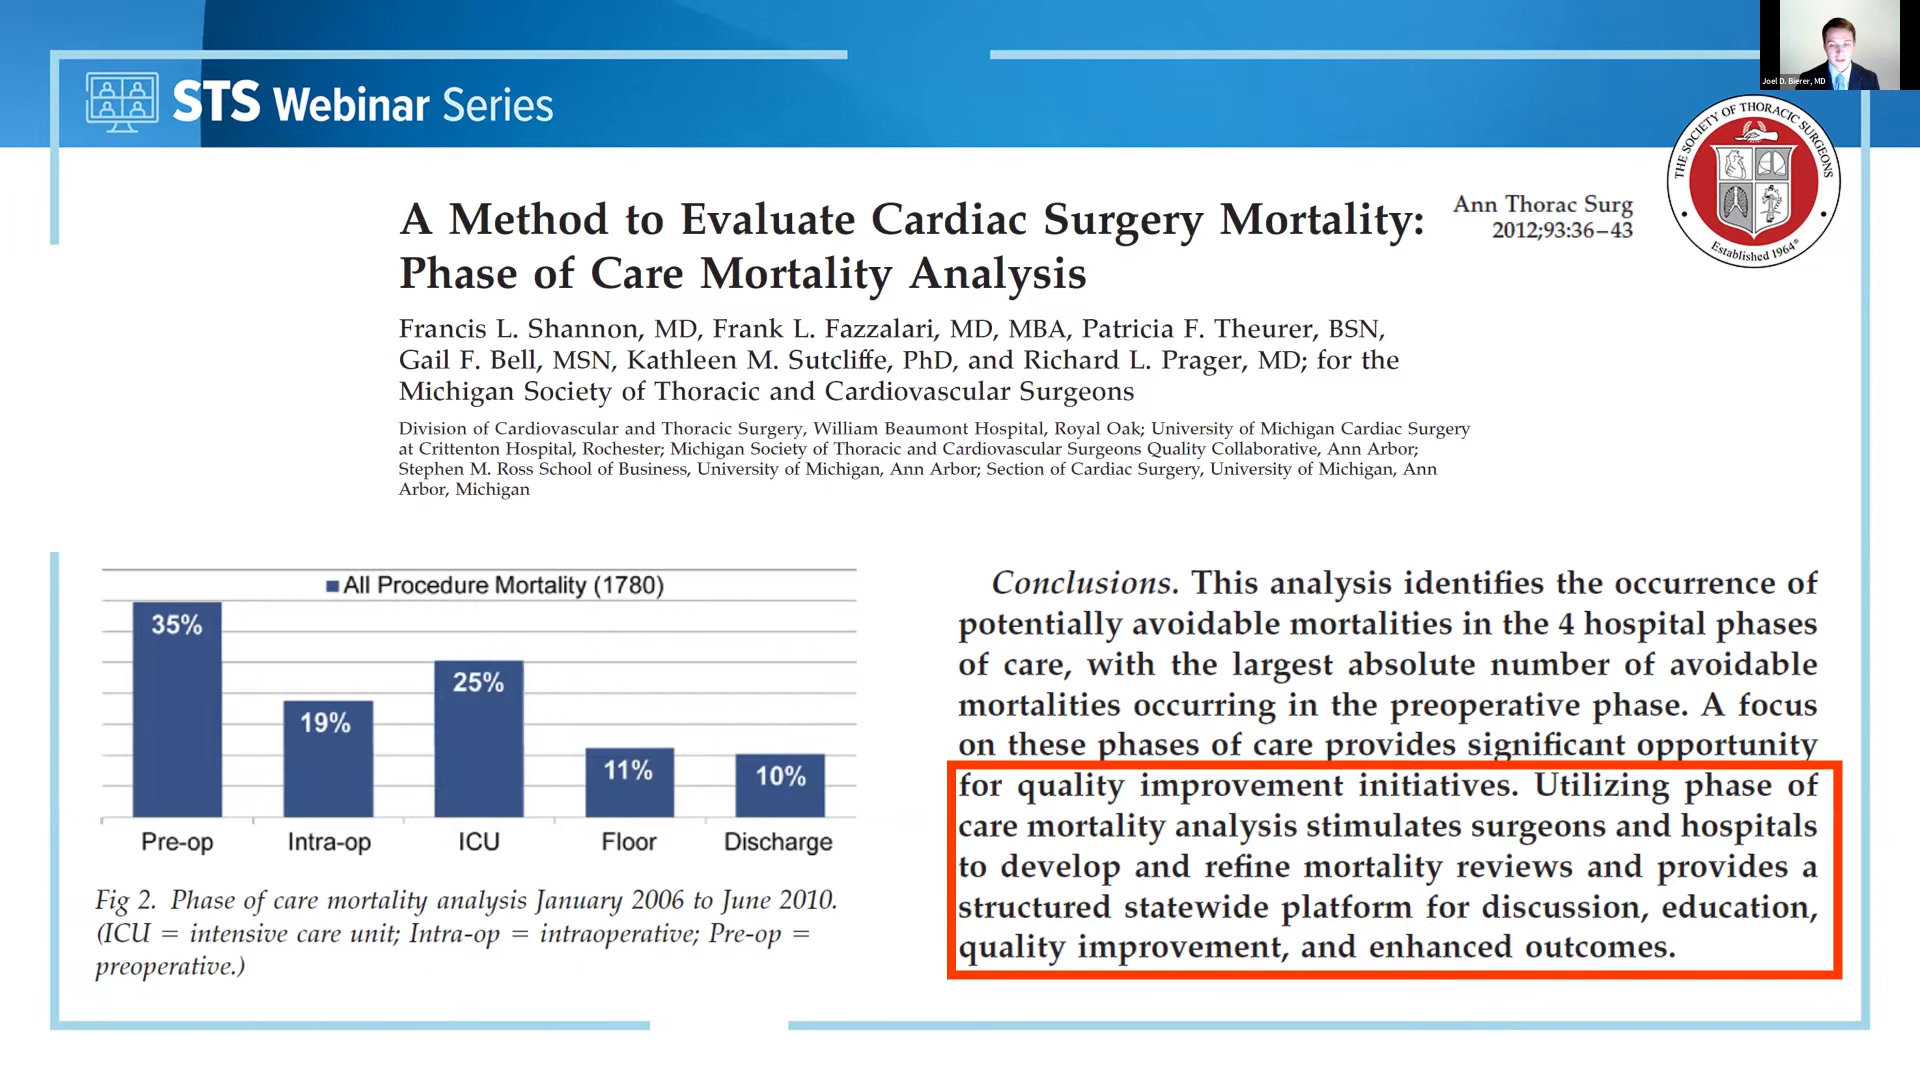 Joel D. Bierer, MD
STS Webinar Series
THE SOCIETY OF THORACIC SURGEONS
Established 1964®
A Method to Evaluate Cardiac Surgery Mortality:
Phase of Care Mortality Analysis
Ann Thorac Surg
2012;93:36–43
Francis L. Shannon, MD, Frank L. Fazzalari, MD, MBA, Patricia F. Theurer, BSN,
Gail F. Bell, MSN, Kathleen M. Sutcliffe, PhD, and Richard L. Prager, MD; for the
Michigan Society of Thoracic and Cardiovascular Surgeons
Division of Cardiovascular and Thoracic Surgery, William Beaumont Hospital, Royal Oak; University of Michigan Cardiac Surgery
at Crittenton Hospital, Rochester; Michigan Society of Thoracic and Cardiovascular Surgeons Quality Collaborative, Ann Arbor;
Stephen M. Ross School of Business, University of Michigan, Ann Arbor; Section of Cardiac Surgery, University of Michigan, Ann
Arbor, Michigan
All Procedure Mortality (1780)
35%
19%
25%
11%
10%
Pre-op
Intra-op
ICU
Floor
Discharge
Fig 2. Phase of care mortality analysis January 2006 to June 2010.
(ICU = intensive care unit; Intra-op = intraoperative; Pre-op =
preoperative.)
Conclusions. This analysis identifies the occurrence of
potentially avoidable mortalities in the 4 hospital phases
of care, with the largest absolute number of avoidable
mortalities occurring in the preoperative phase. A focus
on these phases of care provides significant opportunity
for quality improvement initiatives. Utilizing phase of
care mortality analysis stimulates surgeons and hospitals
to develop and refine mortality reviews and provides a
structured statewide platform for discussion, education,
quality improvement, and enhanced outcomes.